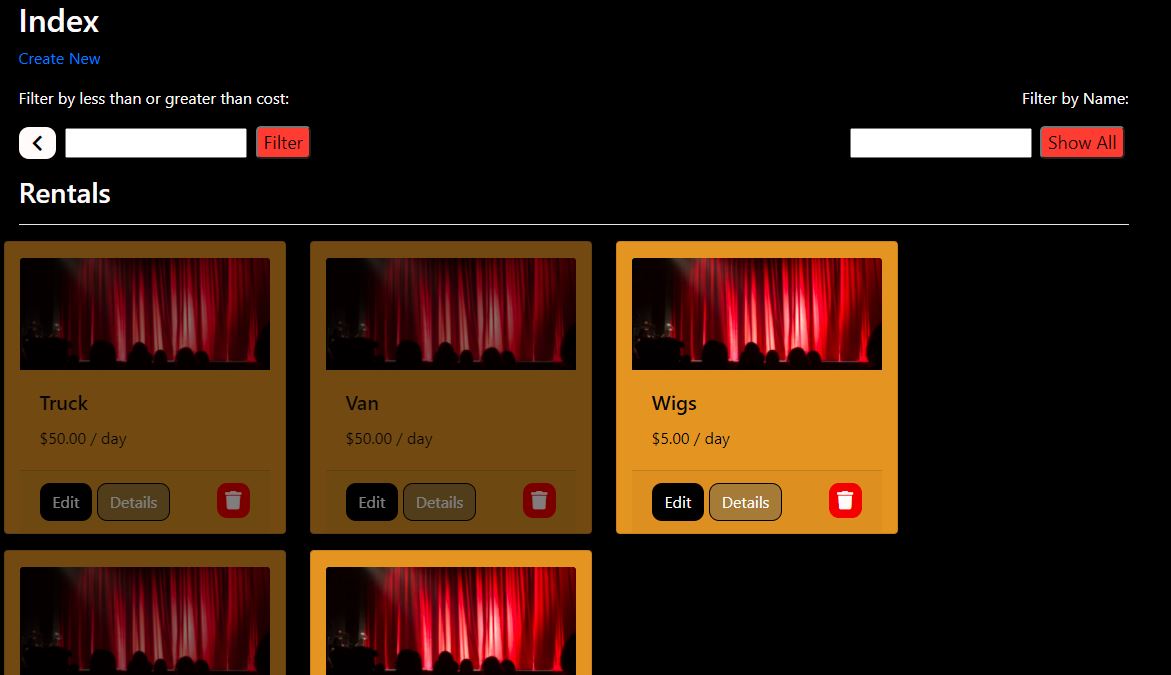 Index
Create New
Filter by less than or greater than cost: Filter by Name:
Filter Show All
Rentals
Truck Van Wigs
$50.00 / day $50.00 / day $5.00 / day
Edit Details Edit Details Edit Details